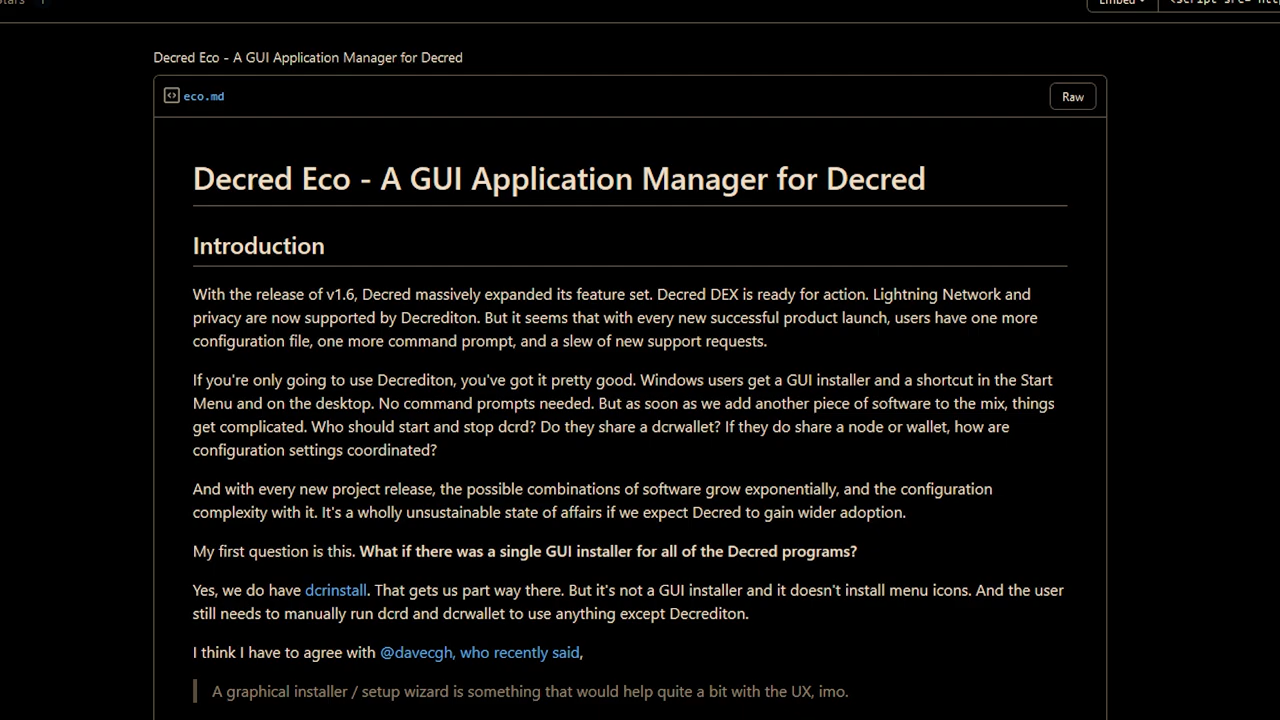 Embed
Decred Eco - A GUI Application Manager for Decred
eco.md
Raw
Decred Eco - A GUI Application Manager for Decred
Introduction
With the release of v1.6, Decred massively expanded its feature set. Decred DEX is ready for action. Lightning Network and
privacy are now supported by Decrediton. But it seems that with every new successful product launch, users have one more
configuration file, one more command prompt, and a slew of new support requests.
If you're only going to use Decrediton, you've got it pretty good. Windows users get a GUI installer and a shortcut in the Start
Menu and on the desktop. No command prompts needed. But as soon as we add another piece of software to the mix, things
get complicated. Who should start and stop dcrd? Do they share a dcrwallet? If they do share a node or wallet, how are
configuration settings coordinated?
And with every new project release, the possible combinations of software grow exponentially, and the configuration
complexity with it. It's a wholly unsustainable state of affairs if we expect Decred to gain wider adoption.
My first question is this. What if there was a single GUI installer for all of the Decred programs?
Yes, we do have dcrinstall. That gets us part way there. But it's not a GUI installer and it doesn't install menu icons. And the user
still needs to manually run dcrd and dcrwallet to use anything except Decrediton.
I think I have to agree with @davecgh, who recently said,
A graphical installer / setup wizard is something that would help quite a bit with the UX, imo.